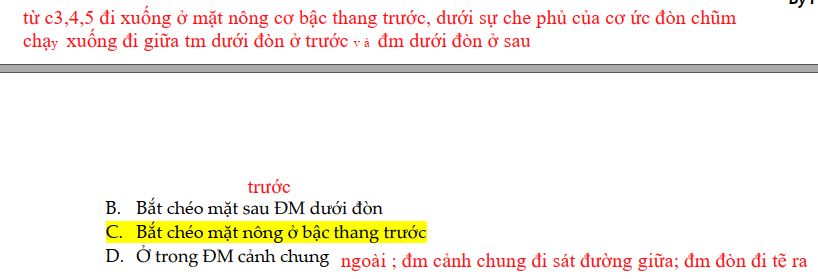 từ c3,4,5 đi xuống ở mặt nông cơ bậc thang trước, dưới sự che phủ của cơ ức đòn chũm
chạy xuống đi giữa tm dưới đòn ở trước và đm dưới đòn ở sau
trước
B. Bắt chéo mặt sau ĐM dưới đòn
C. Bắt chéo mặt nông ở bậc thang trước
D. Ở trong ĐM cảnh chung ngoài ; đm cảnh chung đi sát đường giữa; đm đòn đi tẽ ra